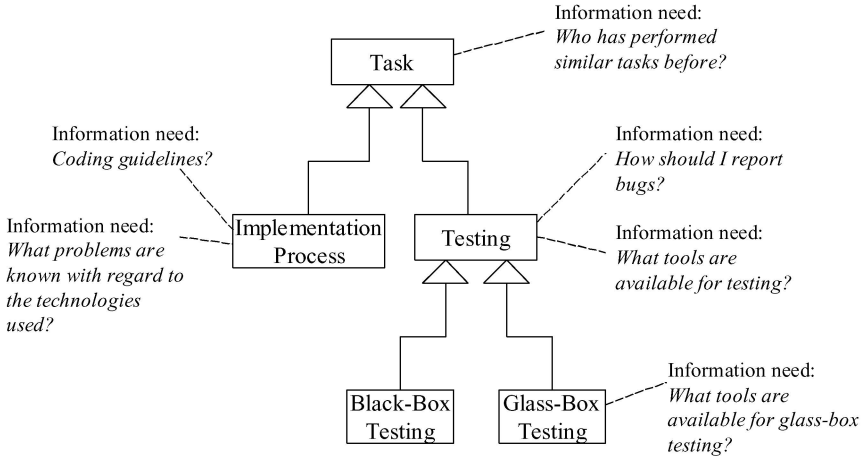 Information need:
Who has performed
similar tasks before?
Task
Information need:
Coding guidelines?
Information need:
How should I report
bugs?
Information need:
What problems are
known with regard to
the technologies
used?
Implementation
Process
Testing
Information need:
What tools are
available for testing?
Black-Box
Testing
Glass-Box
Testing
Information need:
What tools are
available for glass-box
testing?